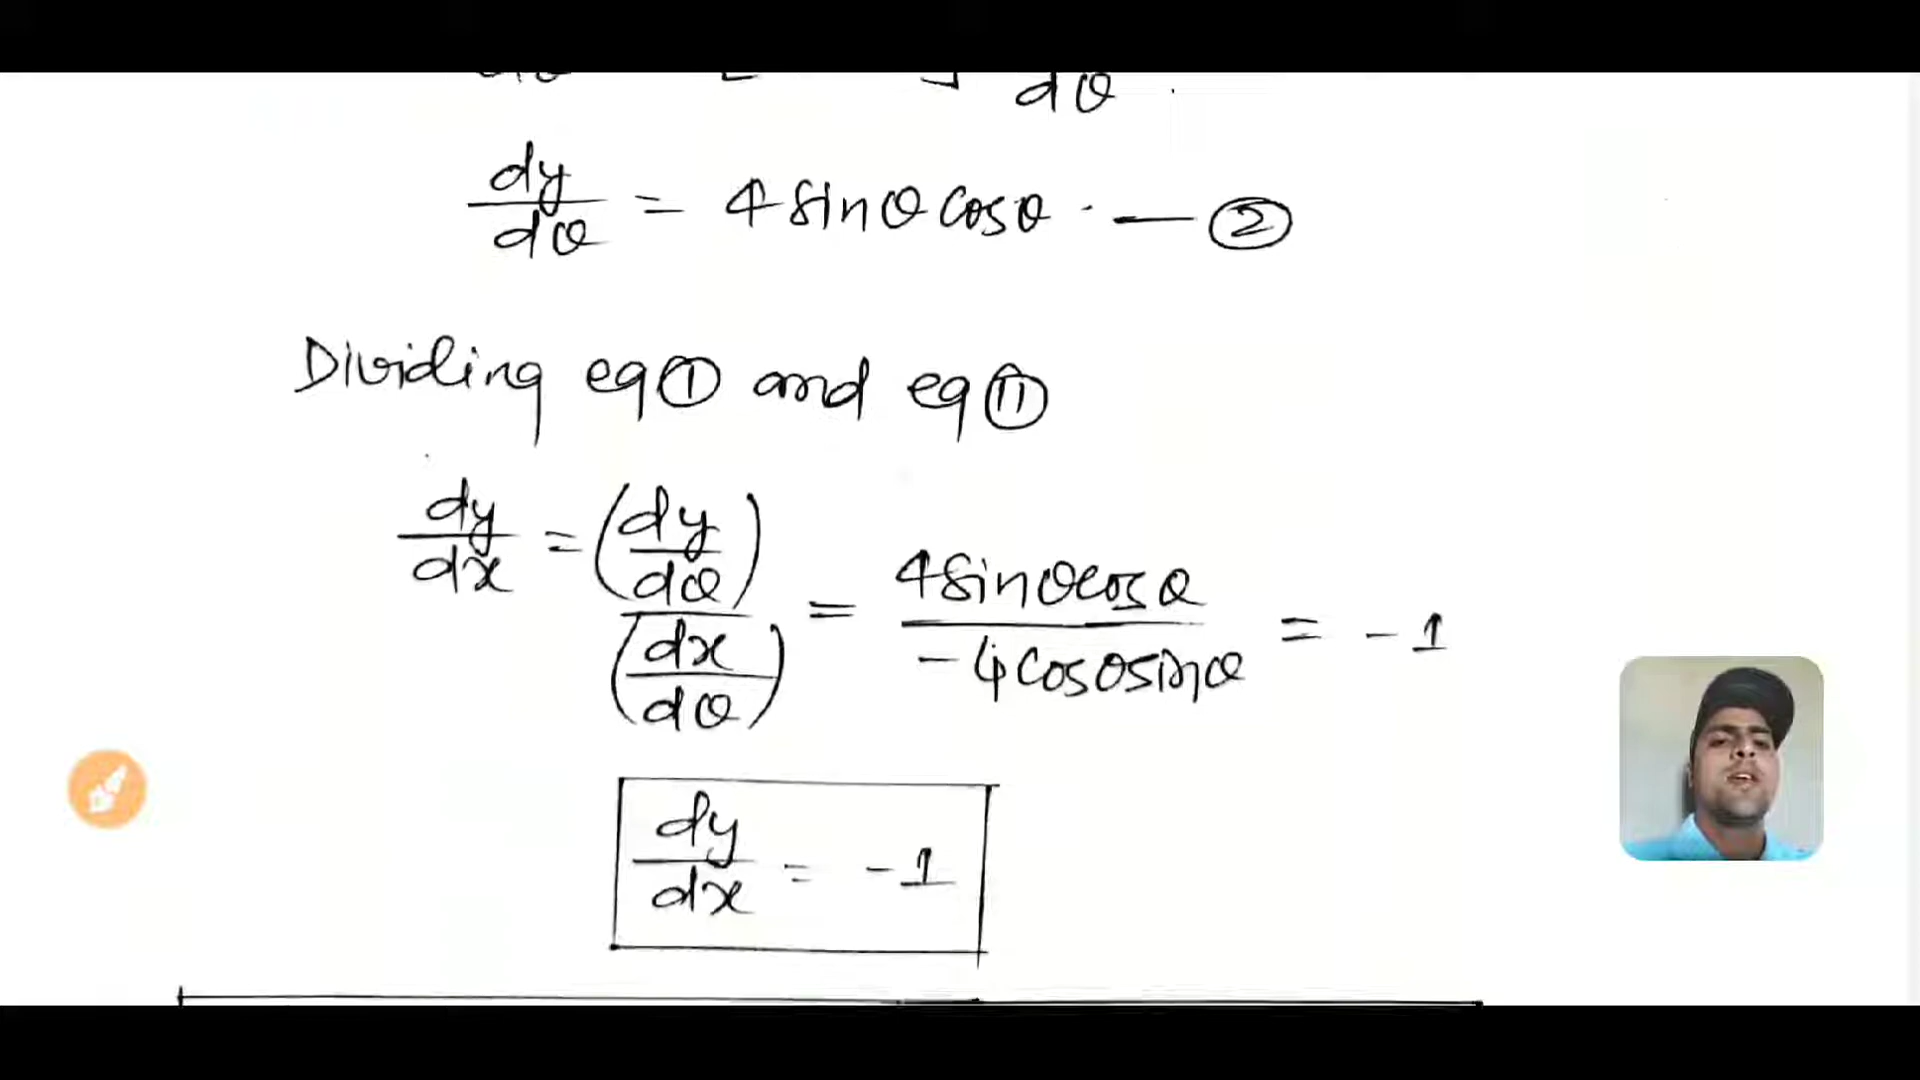 dθ
dy/dθ = 4 sinθ cosθ . — ②
Dividing eq ① and eq ⑪
dy/dx = (dy/dθ)/(dx/dθ) = 4sinθcosθ/-4cosθsinθ = -1
dy/dx = -1